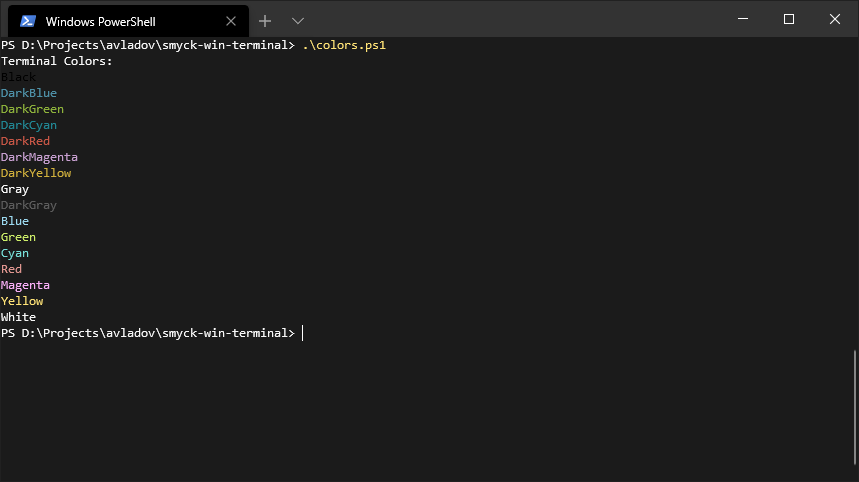 Windows PowerShell
PS D:\Projects\avladov\smyck-win-terminal> .\colors.ps1
Terminal Colors:
Black
DarkBlue
DarkGreen
DarkCyan
DarkRed
DarkMagenta
DarkYellow
Gray
DarkGray
Blue
Green
Cyan
Red
Magenta
Yellow
White
PS D:\Projects\avladov\smyck-win-terminal>